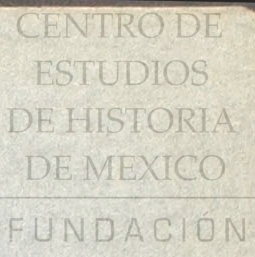 CENTRO DE
ESTUDIOS
DE HISTORIA
DE MEXICO
FUNDACIÓN